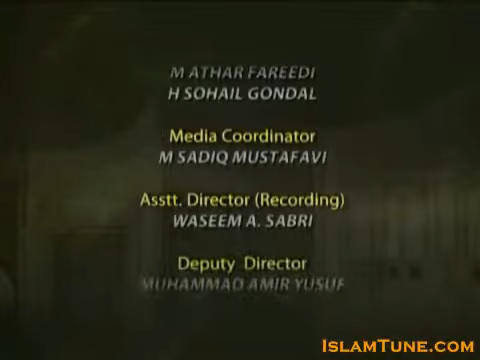 M ATHAR FAREEDI
H SOHAIL GONDAL
Media Coordinator
M SADIQ MUSTAFAVI
Asstt. Director (Recording)
WASEEM A. SABRI
Deputy Director
MUHAMMAD AMIR YUSUF
ISLAMTUNE.COM